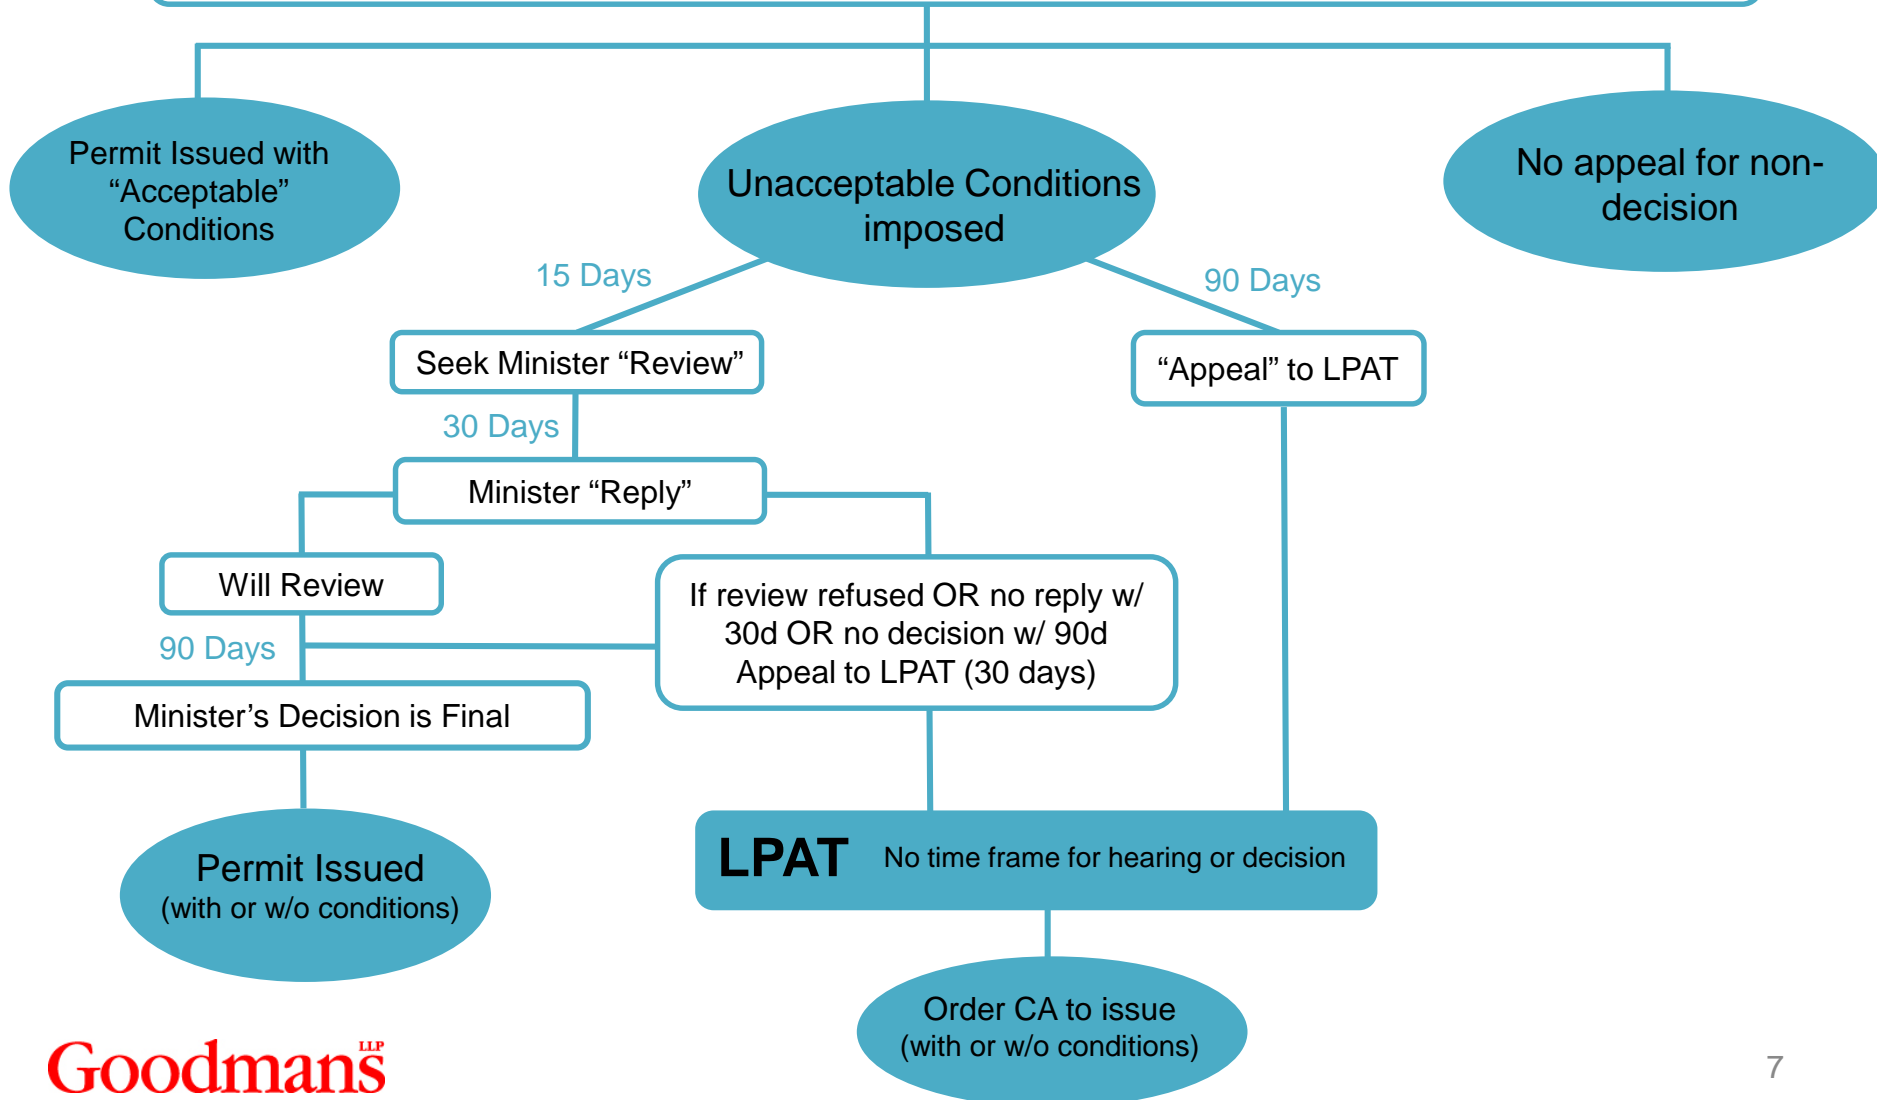 Permit Issued with
“Acceptable”
Conditions
Unacceptable Conditions
imposed
No appeal for non-
decision
15 Days
90 Days
Seek Minister “Review”
“Appeal” to LPAT
30 Days
Minister “Reply”
Will Review
If review refused OR no reply w/
30d OR no decision w/ 90d
Appeal to LPAT (30 days)
90 Days
Minister’s Decision is Final
Permit Issued
(with or w/o conditions)
LPAT No time frame for hearing or decision
Order CA to issue
(with or w/o conditions)
Goodmans LLP
7